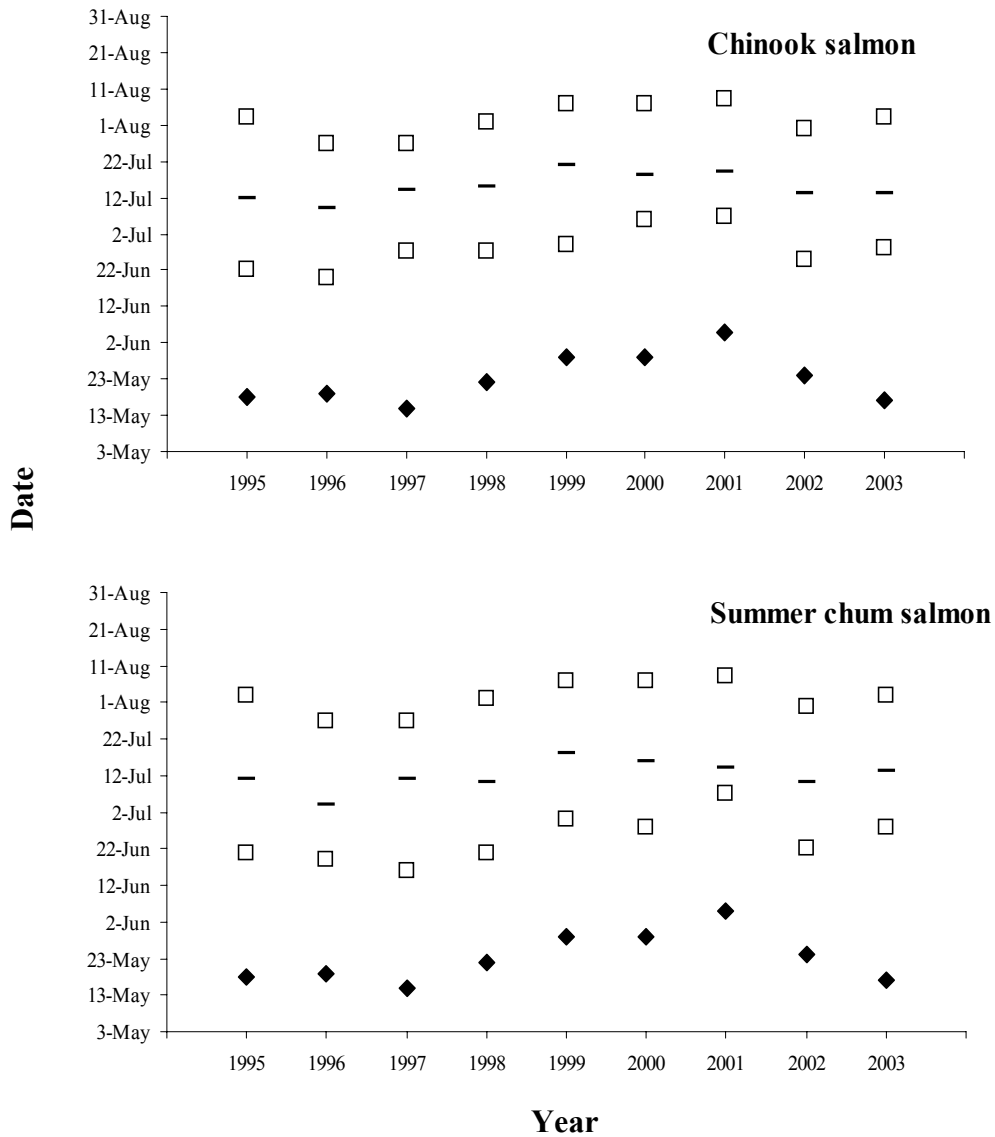 Chinook salmon
31-Aug
21-Aug
11-Aug
1-Aug
22-Jul
12-Jul
2-Jul
22-Jun
12-Jun
2-Jun
23-May
13-May
3-May
1995 1996 1997 1998 1999 2000 2001 2002 2003
Date
Summer chum salmon
31-Aug
21-Aug
11-Aug
1-Aug
22-Jul
12-Jul
2-Jul
22-Jun
12-Jun
2-Jun
23-May
13-May
3-May
1995 1996 1997 1998 1999 2000 2001 2002 2003
Year